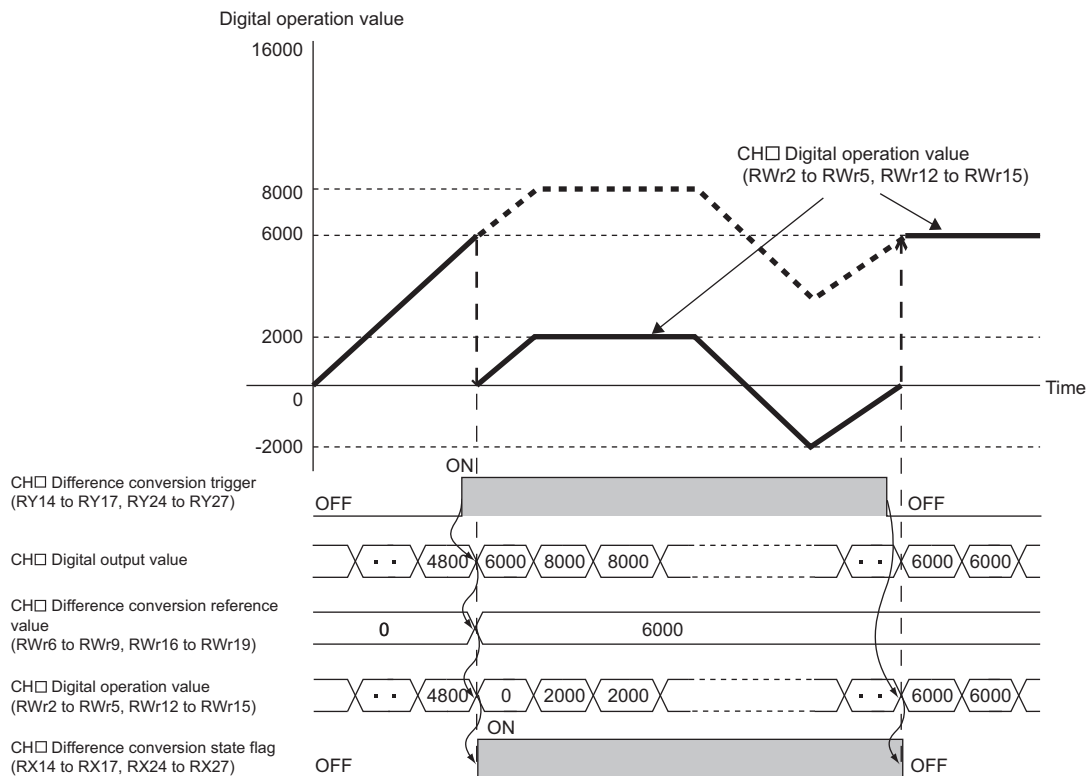 Digital operation value
16000
CH□ Digital operation value
(RWr2 to RWr5, RWr12 to RWr15)
8000
6000
2000
0
Time
-2000
CH□ Difference conversion trigger
(RY14 to RY17, RY24 to RY27)
OFF
ON
OFF
CH□ Digital output value
· · 4800 6000 8000 8000 · · 6000 6000
CH□ Difference conversion reference
value
(RWr6 to RWr9, RWr16 to RWr19)
0 6000
CH□ Digital operation value
(RWr2 to RWr5, RWr12 to RWr15)
· · 4800 0 2000 2000 · · 6000 6000
CH□ Difference conversion state flag
(RX14 to RX17, RX24 to RX27)
OFF
ON
OFF